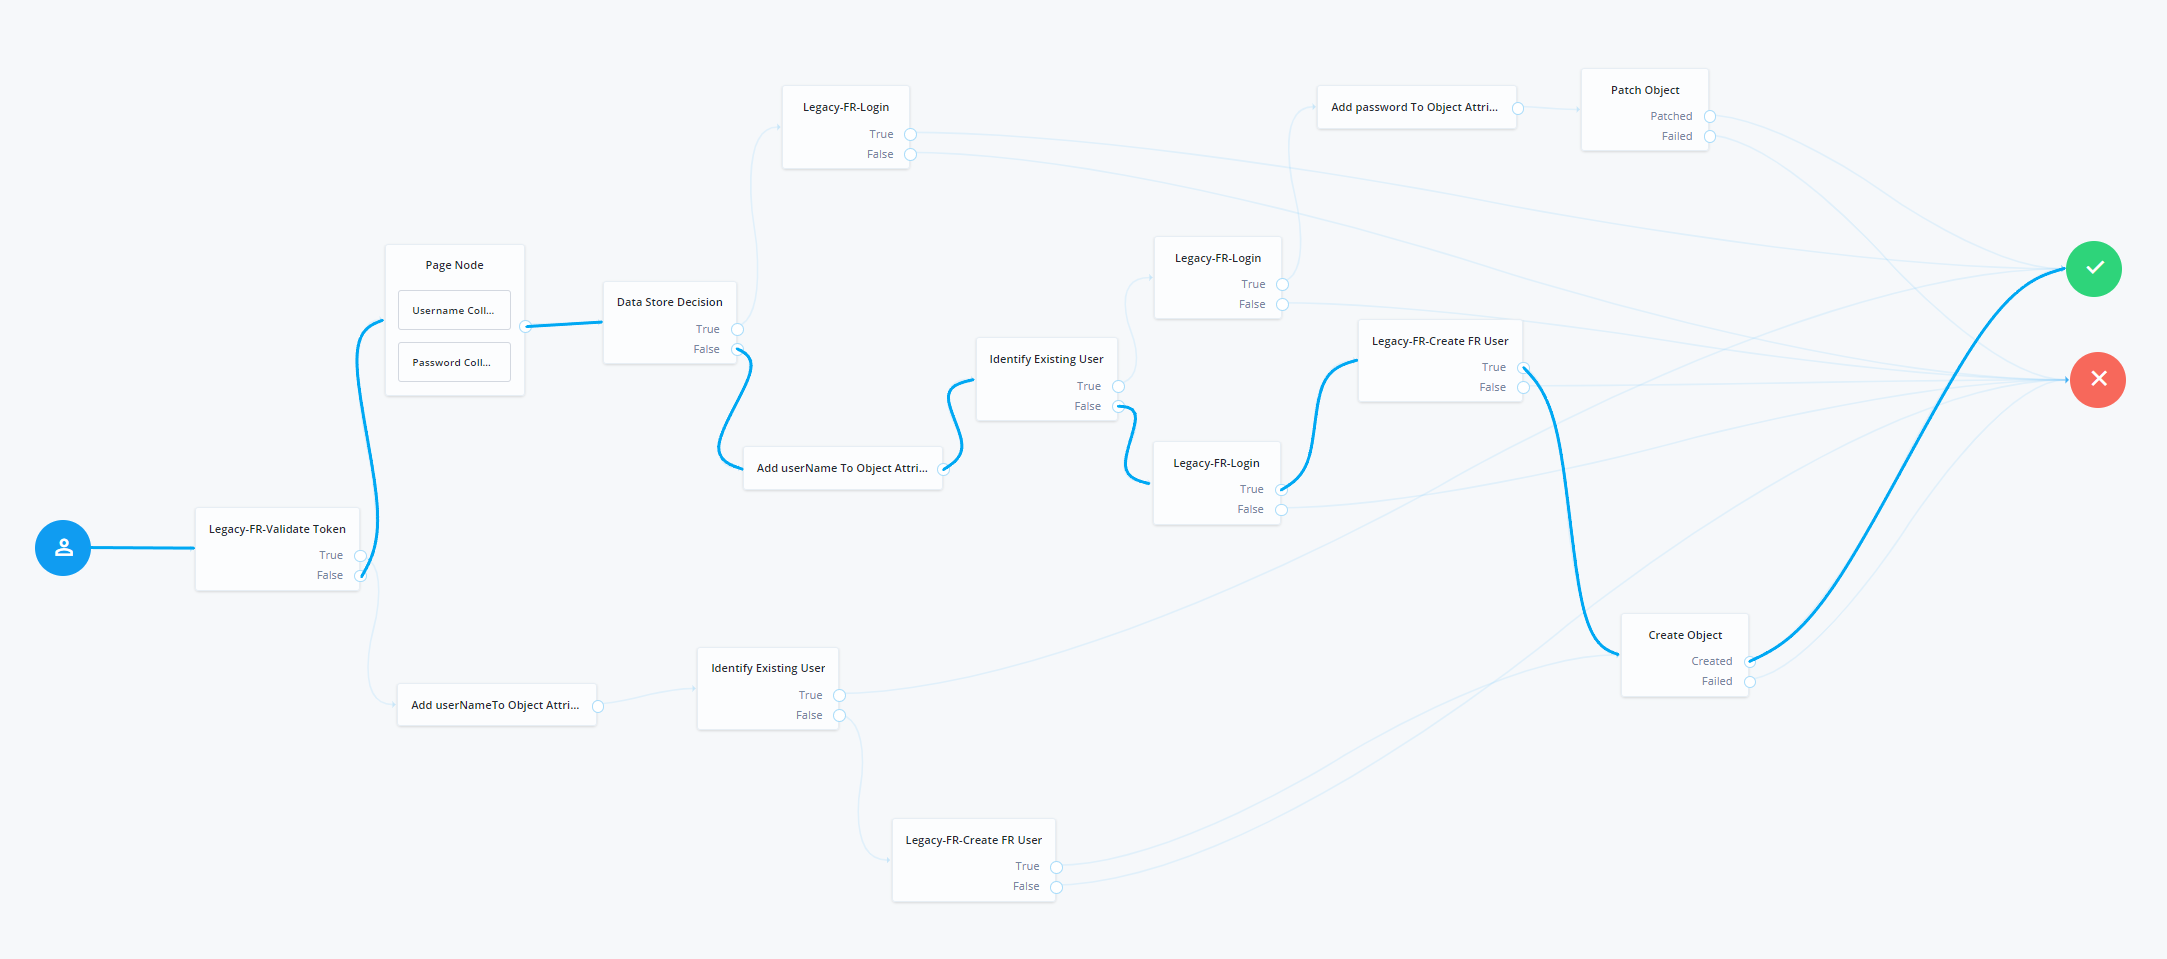 Legacy-FR-Validate Token
True
False
Page Node
Username Coll...
Password Coll...
Data Store Decision
True
False
Legacy-FR-Login
True
False
Add userName To Object Attri...
Identify Existing User
True
False
Legacy-FR-Login
True
False
Legacy-FR-Login
True
False
Add password To Object Attri...
Patch Object
Patched
Failed
Legacy-FR-Create FR User
True
False
Add userNameTo Object Attri...
Identify Existing User
True
False
Legacy-FR-Create FR User
True
False
Create Object
Created
Failed